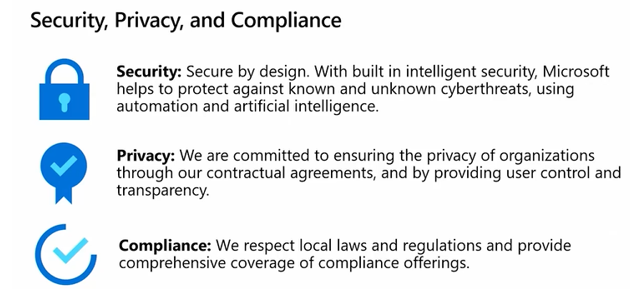 Security, Privacy, and Compliance
Security: Secure by design. With built in intelligent security, Microsoft
helps to protect against known and unknown cyberthreats, using
automation and artificial intelligence.
Privacy: We are committed to ensuring the privacy of organizations
through our contractual agreements, and by providing user control and
transparency.
Compliance: We respect local laws and regulations and provide
comprehensive coverage of compliance offerings.